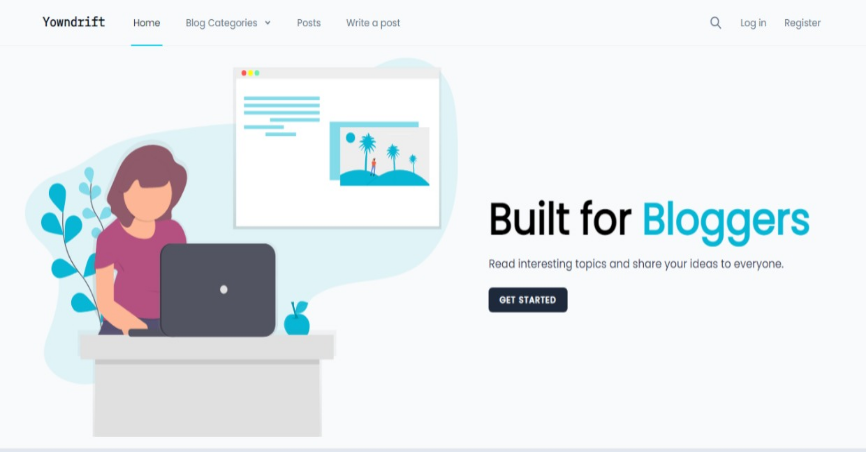 Yowndrift
Home
Blog Categories
Posts
Write a post
Log in
Register
Built for Bloggers
Read interesting topics and share your ideas to everyone.
GET STARTED